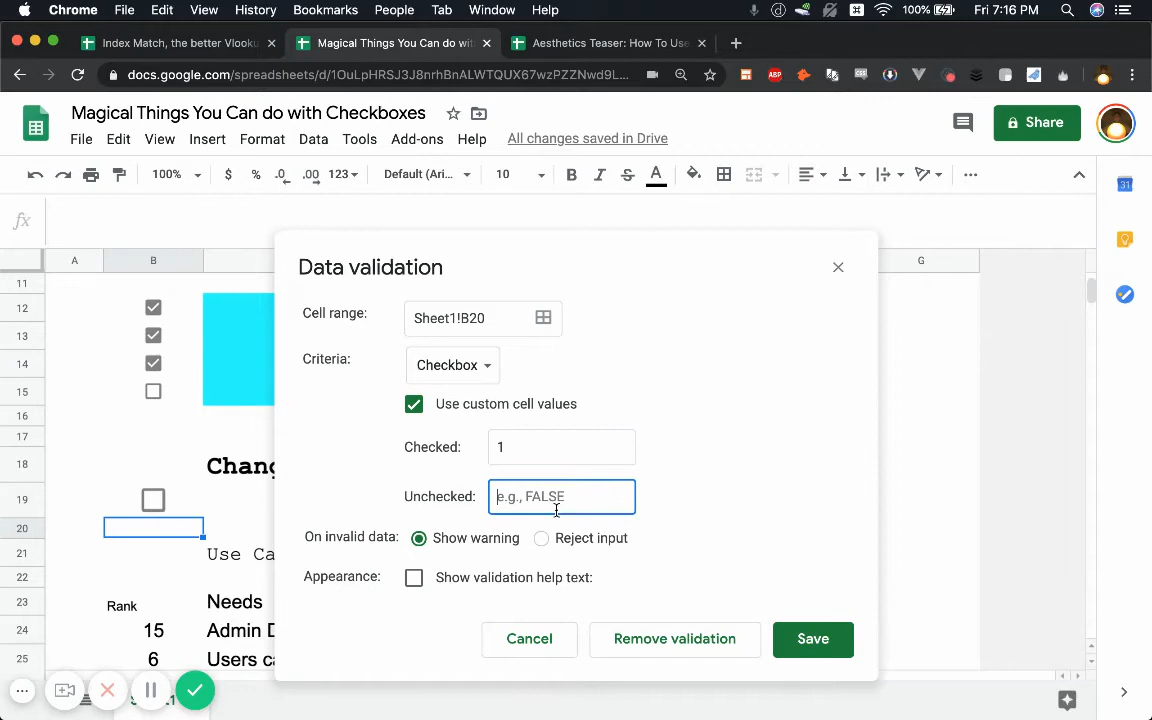 Chrome File Edit View History Bookmarks People Tab Window Help 100% Fri 7:16 PM
Index Match, the better Vlooku Magical Things You Can do wit Aesthetics Teaser: How To Use
docs.google.com/spreadsheets/d/1OuLpHRSJ3J8nrhBnALWTQUX67wzPZZNwd9L...
Magical Things You Can do with Checkboxes
Share
File Edit View Insert Format Data Tools Add-ons Help All changes saved in Drive
100% $ % .0 .00 123 Default (Ari... 10 B I S A
fx
A B G
11
12
13
14
15
16
17
18 Chang
19
20
21 Use Ca
22
23 Rank Needs
24 15 Admin D
25 6 Users ca
Data validation
Cell range: Sheet1!B20
Criteria: Checkbox
Use custom cell values
Checked: 1
Unchecked: e.g., FALSE
On invalid data: Show warning Reject input
Appearance: Show validation help text:
Cancel Remove validation Save
31